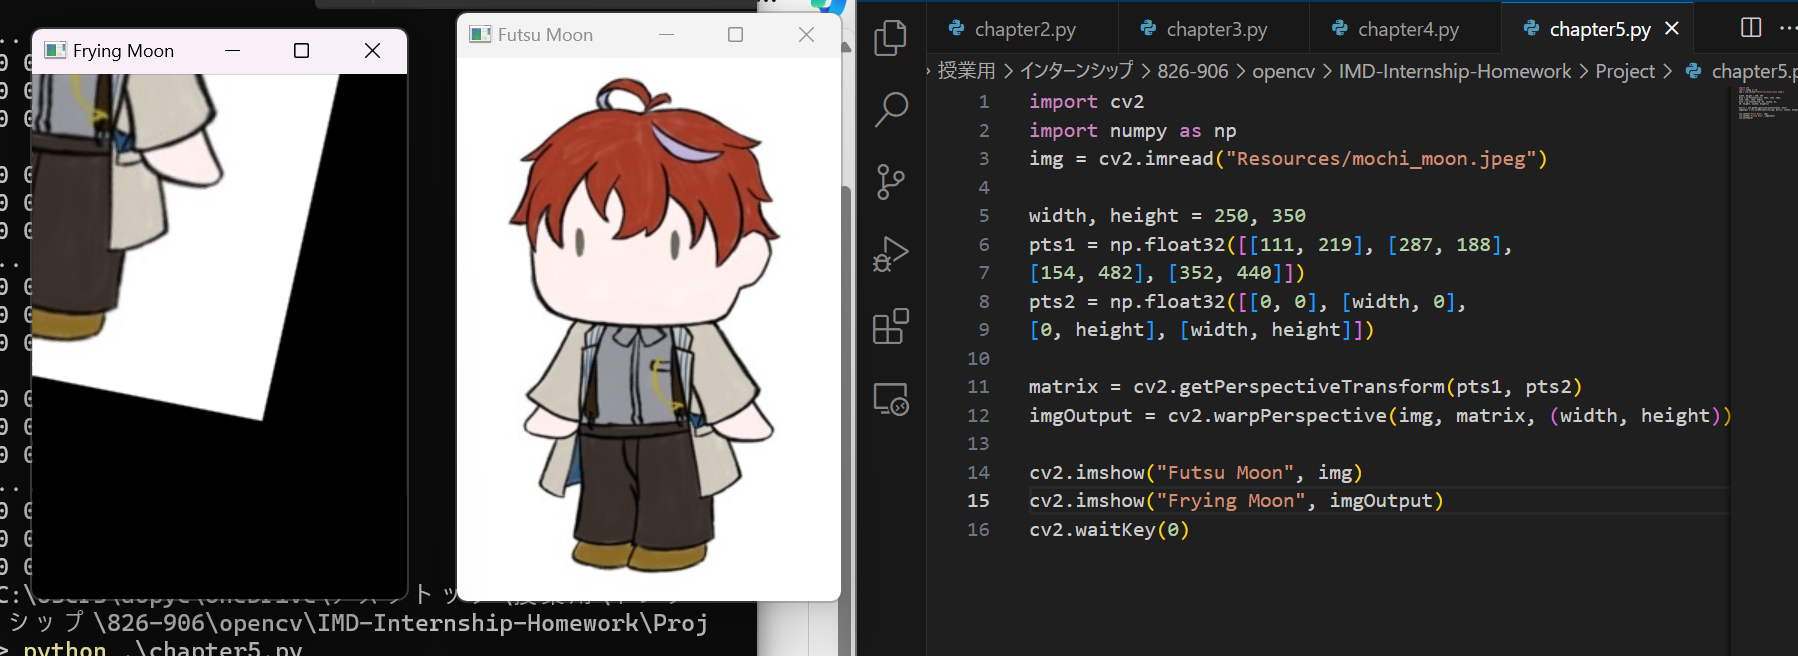 Frying Moon
Futsu Moon
chapter2.py
chapter3.py
chapter4.py
chapter5.py
授業用 > インターンシップ > 826-906 > opencv > IMD-Internship-Homework > Project > chapter5.p
1 import cv2
2 import numpy as np
3 img = cv2.imread("Resources/mochi_moon.jpeg")
4
5 width, height = 250, 350
6 pts1 = np.float32([[111, 219], [287, 188],
7 [154, 482], [352, 440]])
8 pts2 = np.float32([[0, 0], [width, 0],
9 [0, height], [width, height]])
10
11 matrix = cv2.getPerspectiveTransform(pts1, pts2)
12 imgOutput = cv2.warpPerspective(img, matrix, (width, height))
13
14 cv2.imshow("Futsu Moon", img)
15 cv2.imshow("Frying Moon", imgOutput)
16 cv2.waitKey(0)
シップ\826-906\opencv\IMD-Internship-Homework\Proj
> python .\chapter5.py